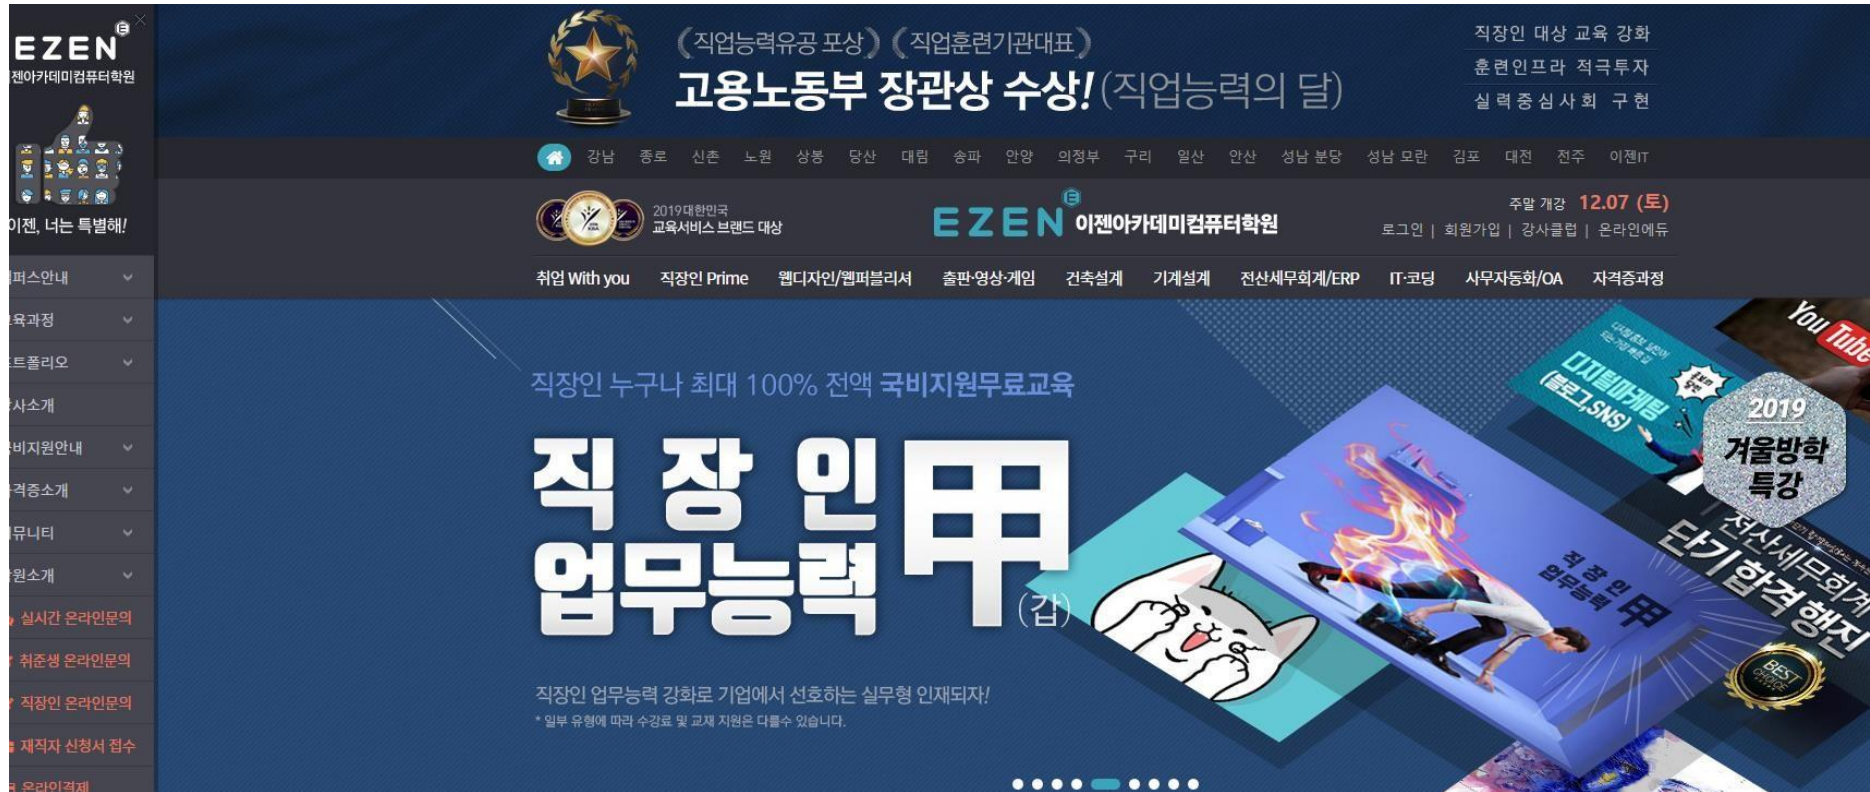 EZEN
이젠아카데미컴퓨터학원
이젠, 너는 특별해!
캠퍼스안내
교육과정
포트폴리오
강사소개
국비지원안내
자격증소개
커뮤니티
학원소개
실시간 온라인문의
취준생 온라인문의
직장인 온라인문의
재직자 신청서 접수
온라인결제
《직업능력유공 포상》《직업훈련기관대표》
고용노동부 장관상 수상! (직업능력의 달)
직장인 대상 교육 강화
훈련인프라 적극투자
실력중심사회 구현
강남 종로 신촌 노원 상봉 당산 대림 송파 안양 의정부 구리 일산 안산 성남 분당 성남 모란 김포 대전 전주 이젠IT
2019 대한민국
교육서비스 브랜드 대상
EZEN 이젠아카데미컴퓨터학원
주말 개강 12.07 (토)
로그인 | 회원가입 | 강사클럽 | 온라인에듀
취업 With you 직장인 Prime 웹디자인/웹퍼블리셔 출판·영상·게임 건축설계 기계설계 전산세무회계/ERP IT·코딩 사무자동화/OA 자격증과정
직장인 누구나 최대 100% 전액 국비지원무료교육
직장인
업무능력
甲
(갑)
직장인 업무능력 강화로 기업에서 선호하는 실무형 인재되자!
* 일부 유형에 따라 수강료 및 교재 지원은 다를수 있습니다.
YouTube
디지털마케팅
(블로그,SNS)
2019
겨울방학
특강
직장인
업무능력 甲
전산세무회계
단기합격행진
BEST
CHOICE